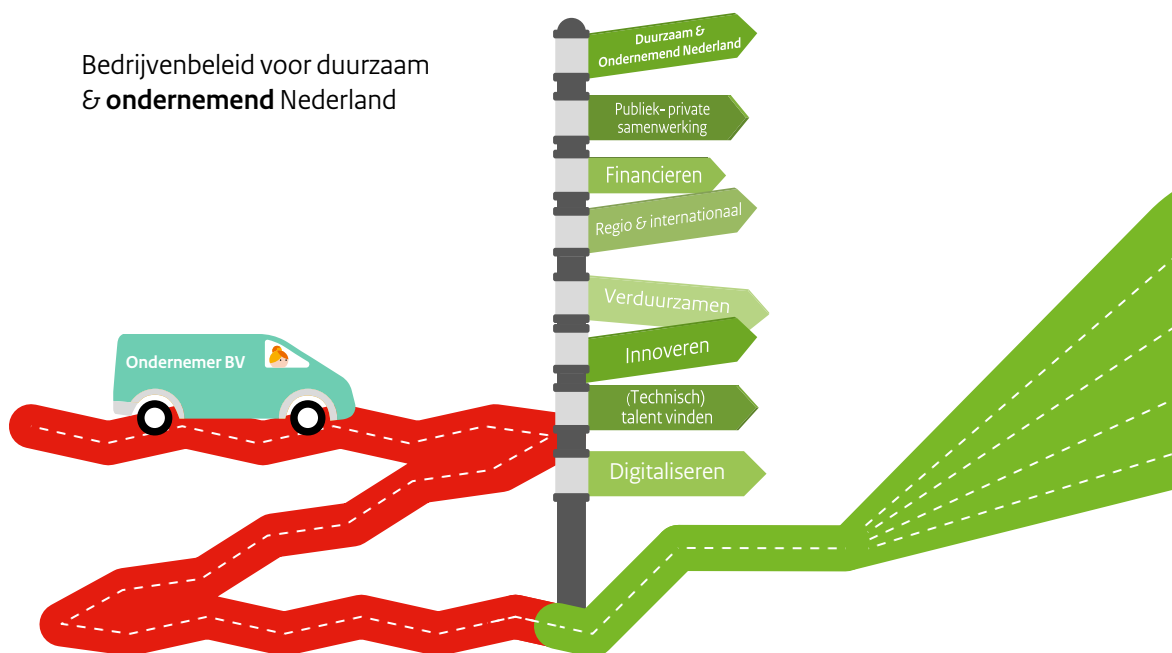 Bedrijvenbeleid voor duurzaam
& ondernemend Nederland
Duurzaam &
Ondernemend Nederland
Publiek-private
samenwerking
Financieren
Regio & internationaal
Verduurzamen
Innoveren
(Technisch)
talent vinden
Digitaliseren
Ondernemer BV